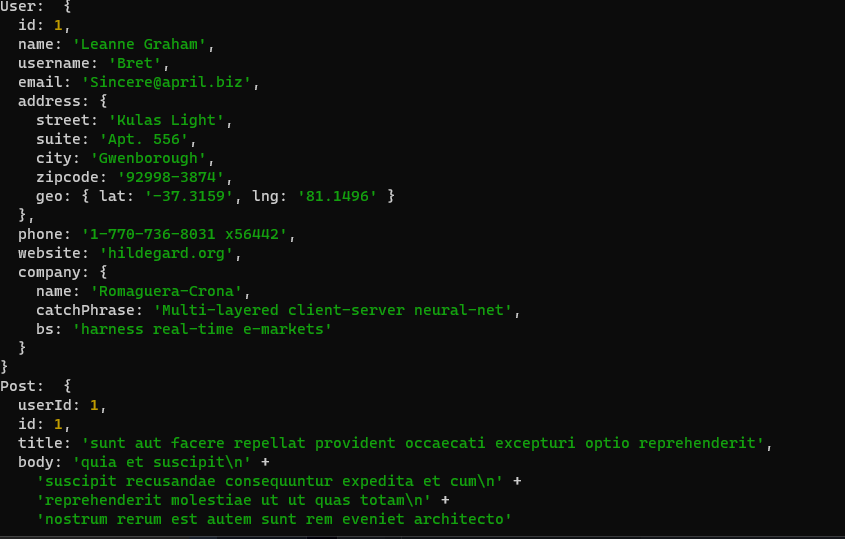 User:  {
  id: 1,
  name: 'Leanne Graham',
  username: 'Bret',
  email: 'Sincere@april.biz',
  address: {
    street: 'Kulas Light',
    suite: 'Apt. 556',
    city: 'Gwenborough',
    zipcode: '92998-3874',
    geo: { lat: '-37.3159', lng: '81.1496' }
  },
  phone: '1-770-736-8031 x56442',
  website: 'hildegard.org',
  company: {
    name: 'Romaguera-Crona',
    catchPhrase: 'Multi-layered client-server neural-net',
    bs: 'harness real-time e-markets'
  }
}
Post:  {
  userId: 1,
  id: 1,
  title: 'sunt aut facere repellat provident occaecati excepturi optio reprehenderit',
  body: 'quia et suscipit\n' +
    'suscipit recusandae consequuntur expedita et cum\n' +
    'reprehenderit molestiae ut ut quas totam\n' +
    'nostrum rerum est autem sunt rem eveniet architecto'